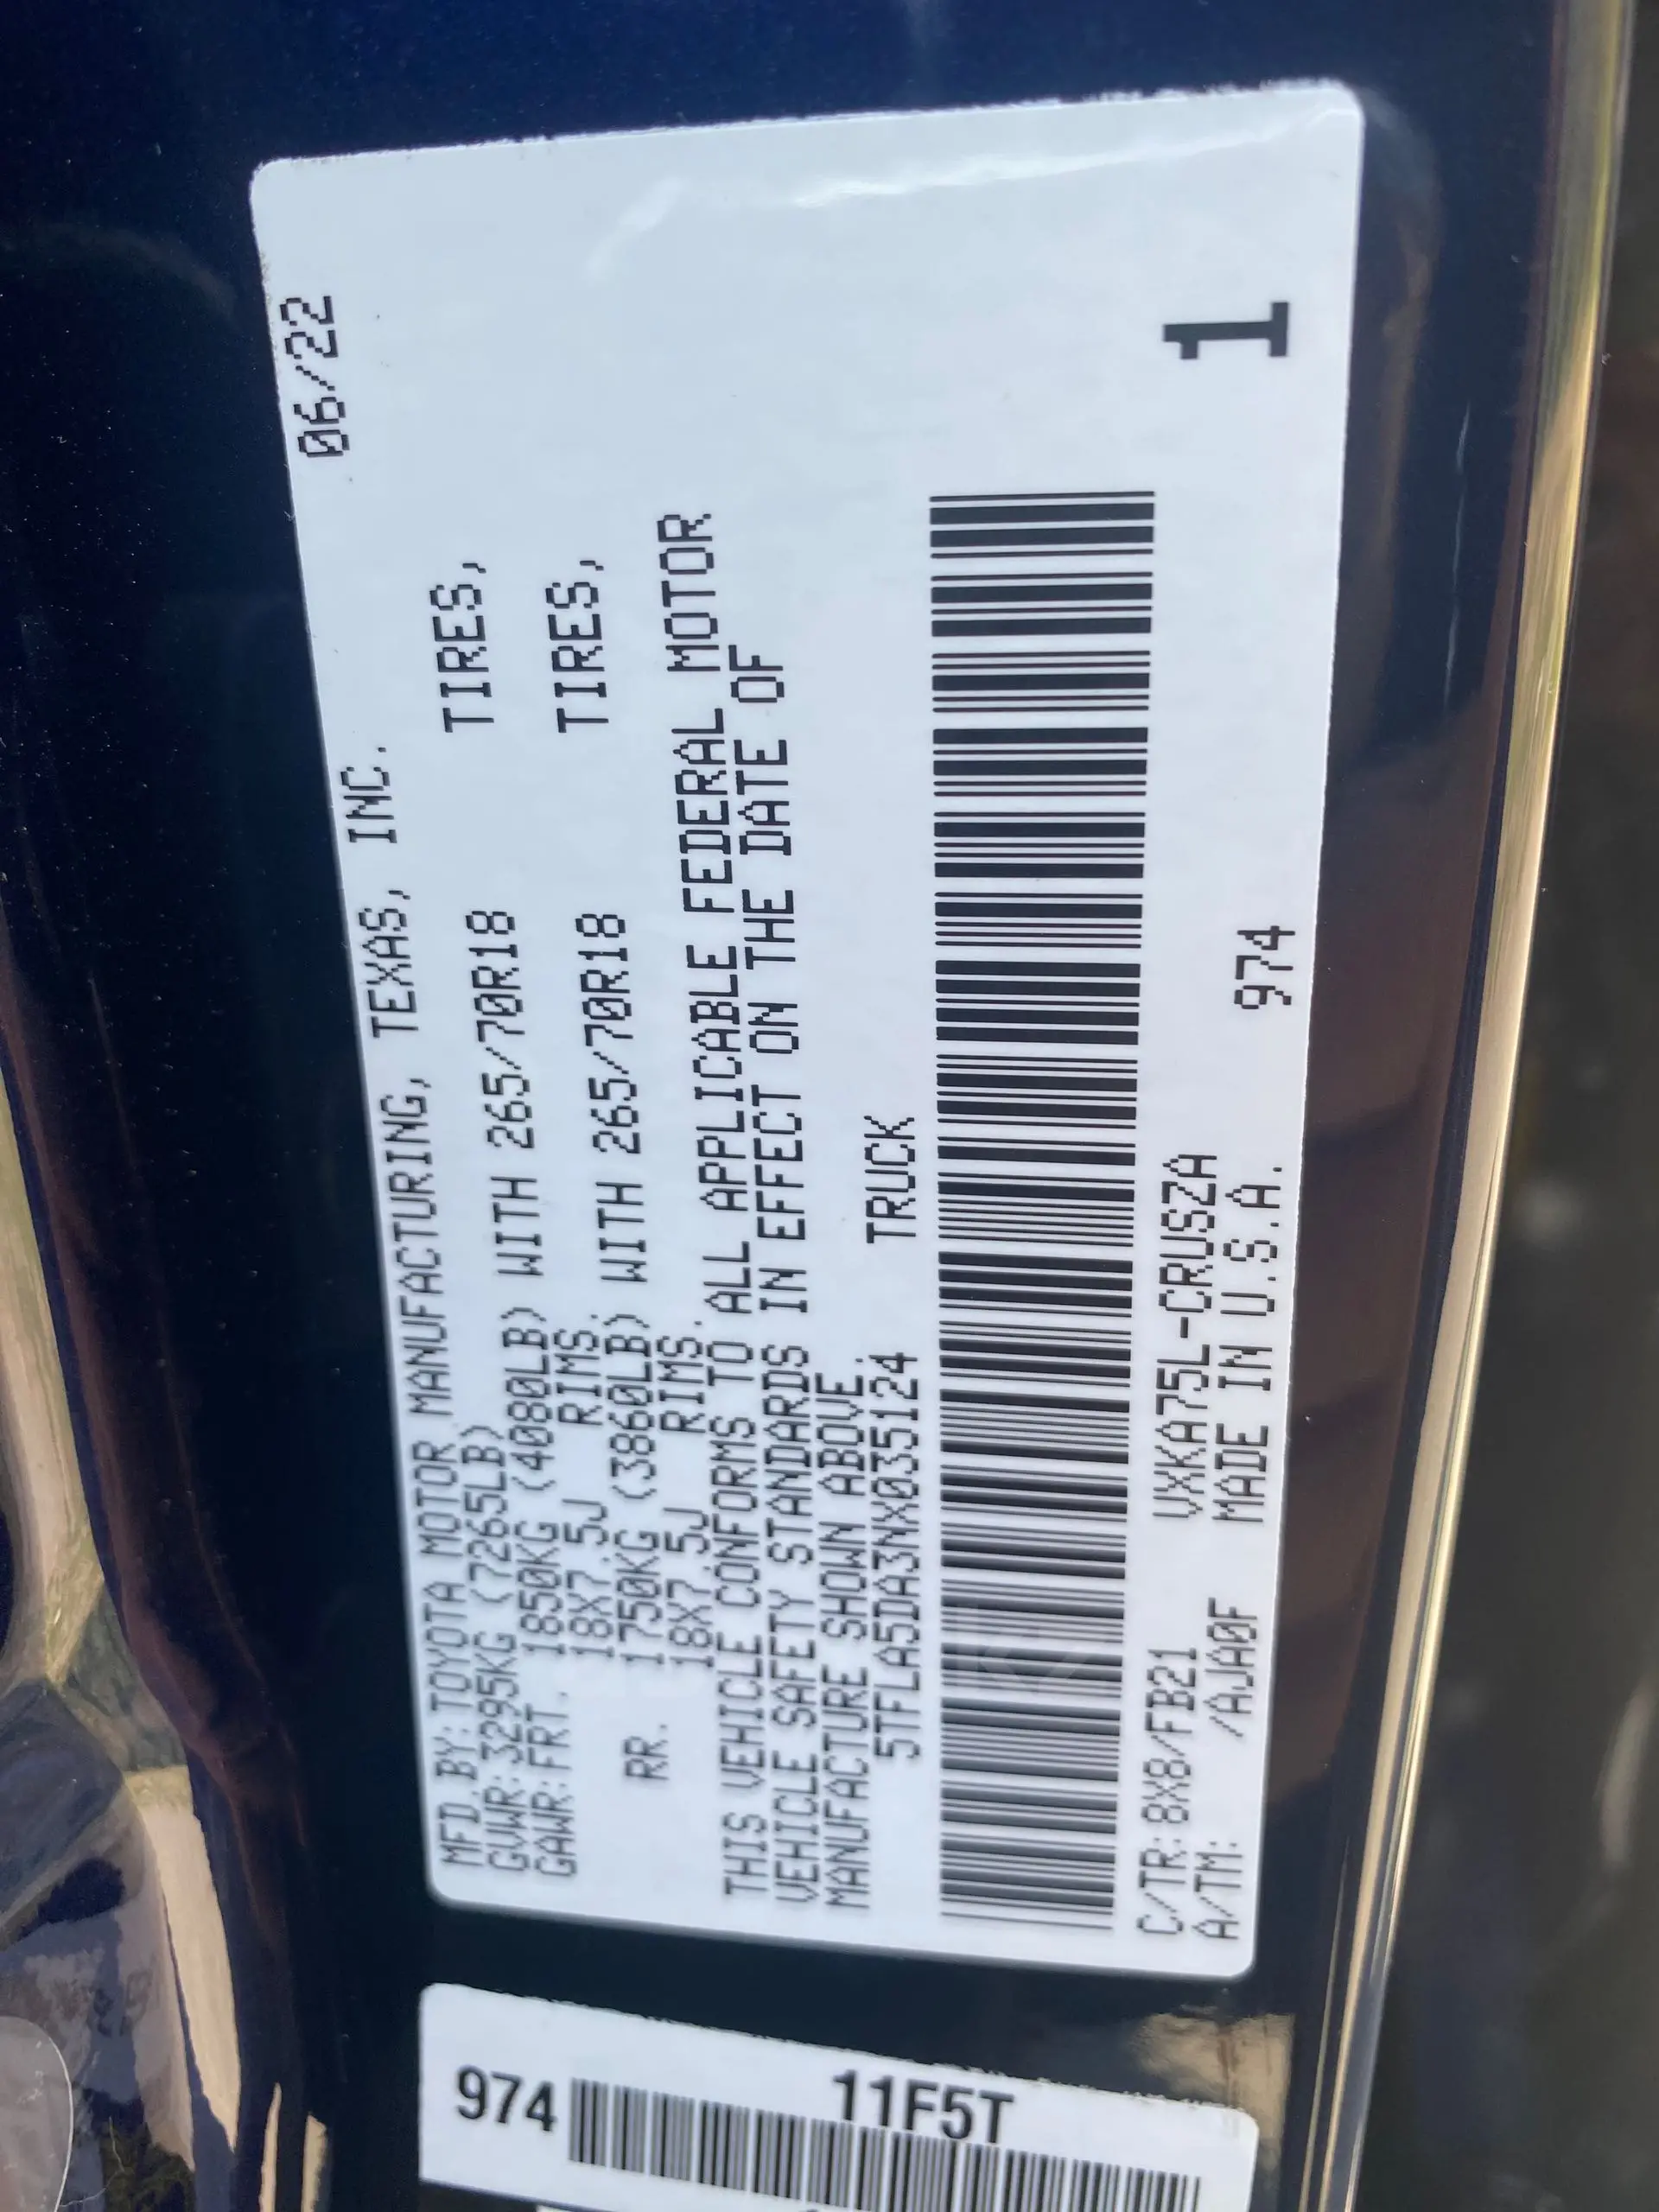 06/22
MFD.BY:TOYOTA MOTOR MANUFACTURING, TEXAS, INC.
GVWR:3295KG (7265LB)
GAWR:FRT. 1850KG (4080LB) WITH 265/70R18 TIRES,
18X7.5J RIMS.
RR. 1750KG (3860LB) WITH 265/70R18 TIRES,
18X7.5J RIMS.
THIS VEHICLE CONFORMS TO ALL APPLICABLE FEDERAL MOTOR
VEHICLE SAFETY STANDARDS IN EFFECT ON THE DATE OF
MANUFACTURE SHOWN ABOVE.
5TFLA5DA3NX035124 TRUCK
C/TR:8X8/FB21 VXKA75L-CRUSZA
A/TM: /AJA0F MADE IN U.S.A. 974
1
974
11F5T